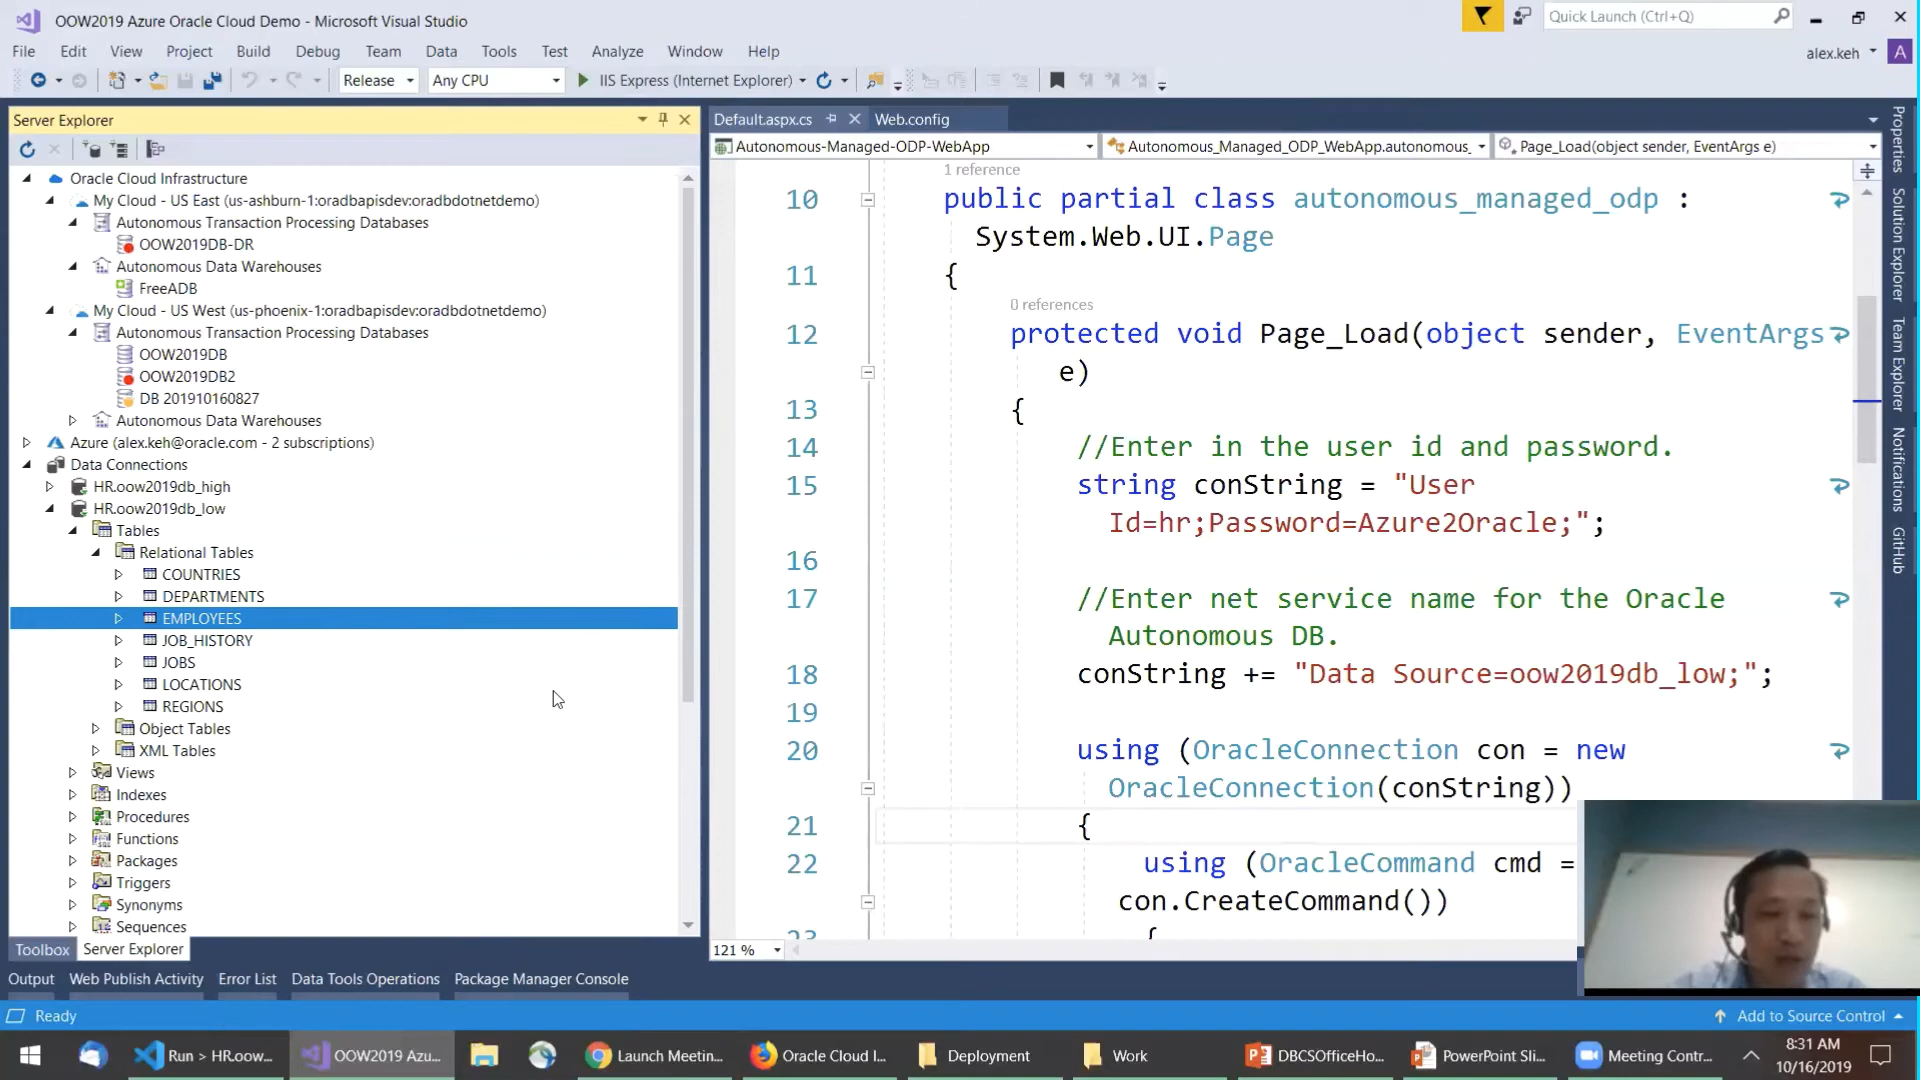 OOW2019 Azure Oracle Cloud Demo - Microsoft Visual Studio
Quick Launch (Ctrl+Q)
File Edit View Project Build Debug Team Data Tools Test Analyze Window Help
alex.keh
A
Release
Any CPU
IIS Express (Internet Explorer)
Server Explorer
Oracle Cloud Infrastructure
My Cloud - US East (us-ashburn-1:oradbapisdev:oradbdotnetdemo)
Autonomous Transaction Processing Databases
OOW2019DB-DR
Autonomous Data Warehouses
FreeADB
My Cloud - US West (us-phoenix-1:oradbapisdev:oradbdotnetdemo)
Autonomous Transaction Processing Databases
OOW2019DB
OOW2019DB2
DB 201910160827
Autonomous Data Warehouses
Azure (alex.keh@oracle.com - 2 subscriptions)
Data Connections
HR.oow2019db_high
HR.oow2019db_low
Tables
Relational Tables
COUNTRIES
DEPARTMENTS
EMPLOYEES
JOB_HISTORY
JOBS
LOCATIONS
REGIONS
Object Tables
XML Tables
Views
Indexes
Procedures
Functions
Packages
Triggers
Synonyms
Sequences
Toolbox Server Explorer
Default.aspx.cs Web.config
Autonomous-Managed-ODP-WebApp
Autonomous_Managed_ODP_WebApp.autonomous_
Page_Load(object sender, EventArgs e)
1 reference
10 public partial class autonomous_managed_odp :
System.Web.UI.Page
11 {
0 references
12 protected void Page_Load(object sender, EventArgs
e)
13 {
14 //Enter in the user id and password.
15 string conString = "User
Id=hr;Password=Azure2Oracle;";
16
17 //Enter net service name for the Oracle
Autonomous DB.
18 conString += "Data Source=oow2019db_low;";
19
20 using (OracleConnection con = new
OracleConnection(conString))
21 {
22 using (OracleCommand cmd =
con.CreateCommand())
23 {
121 %
Properties
Solution Explorer
Team Explorer
Notifications
GitHub
Output Web Publish Activity Error List Data Tools Operations Package Manager Console
Ready
Add to Source Control
Run > HR.oow...
OOW2019 Azu...
Launch Meetin...
Oracle Cloud I...
Deployment
Work
DBCSOfficeHo...
PowerPoint Sli...
Meeting Contr...
8:31 AM
10/16/2019